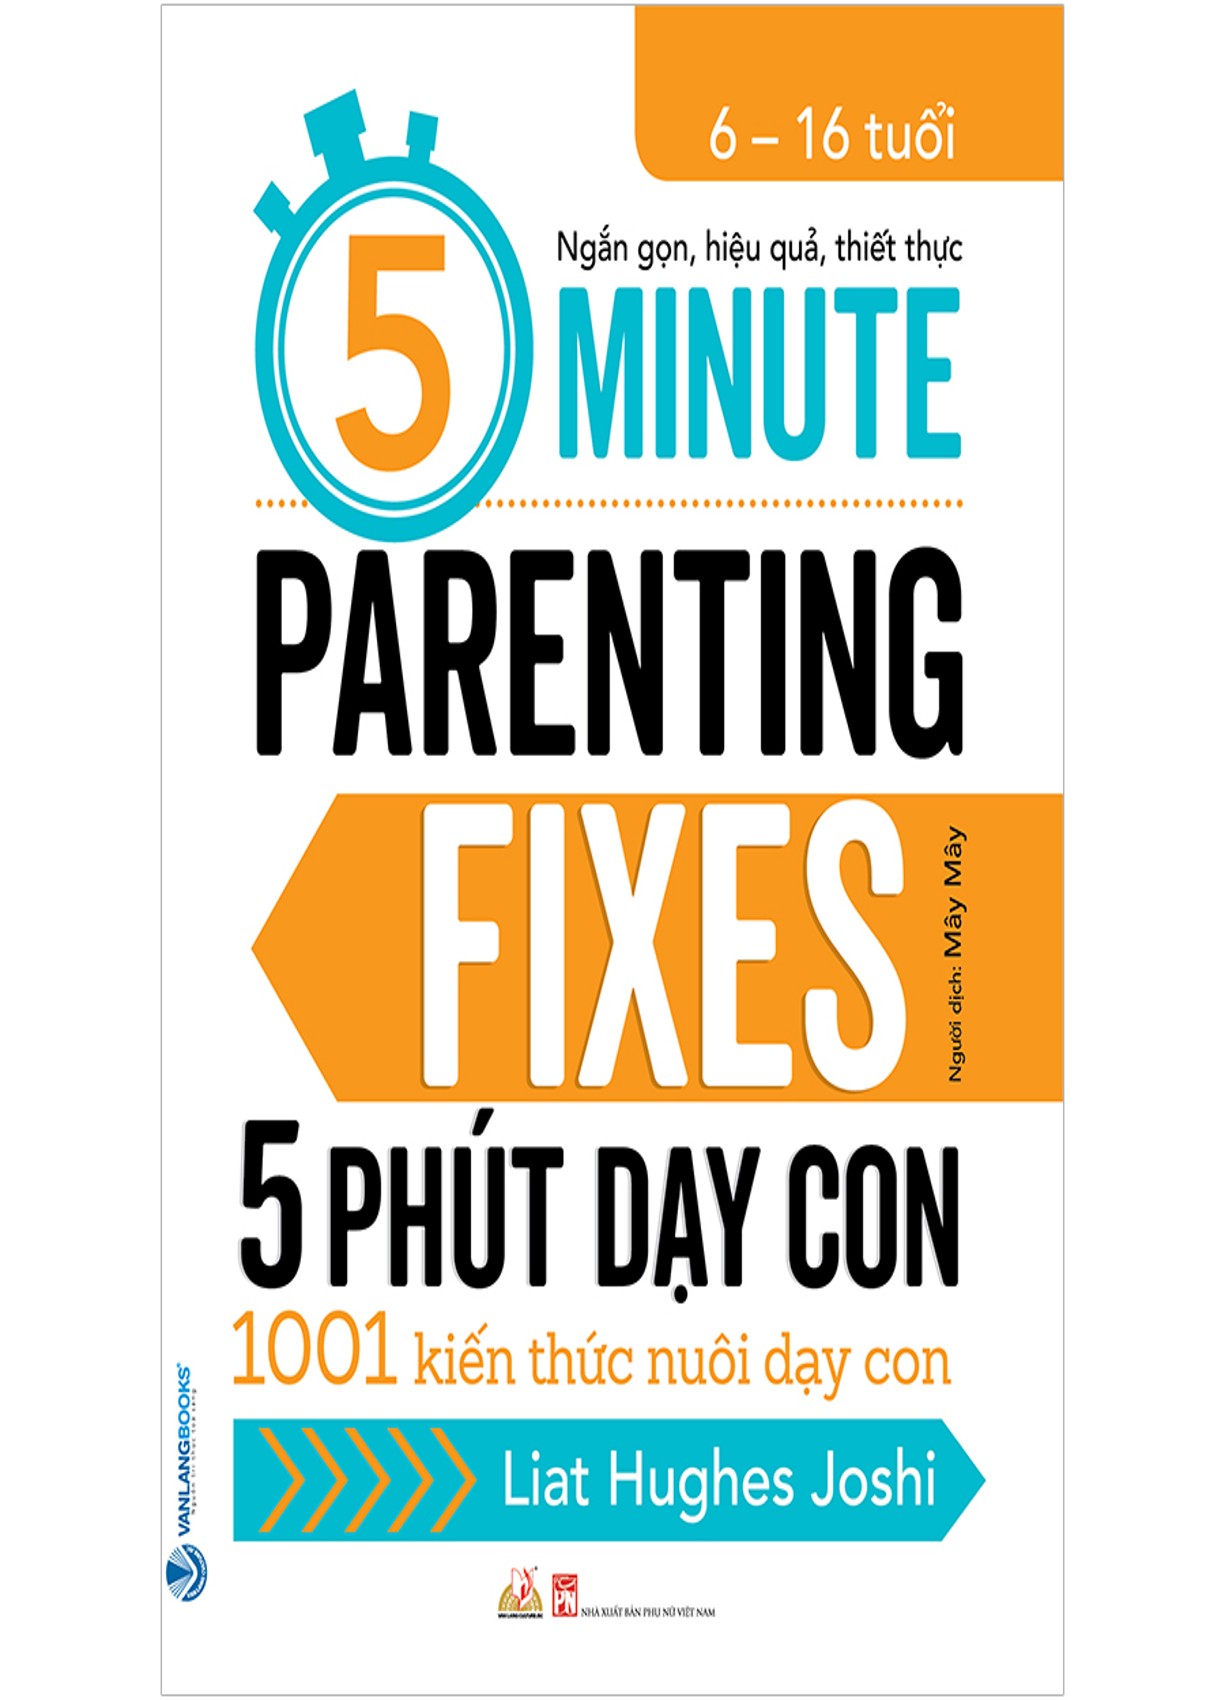 6 – 16 tuổi
Ngắn gọn, hiệu quả, thiết thực
5 MINUTE
PARENTING
FIXES
Người dịch: Mây Mây
5 PHÚT DẠY CON
1001 kiến thức nuôi dạy con
Liat Hughes Joshi
VANLANGBOOKS®
NHÀ XUẤT BẢN PHỤ NỮ VIỆT NAM